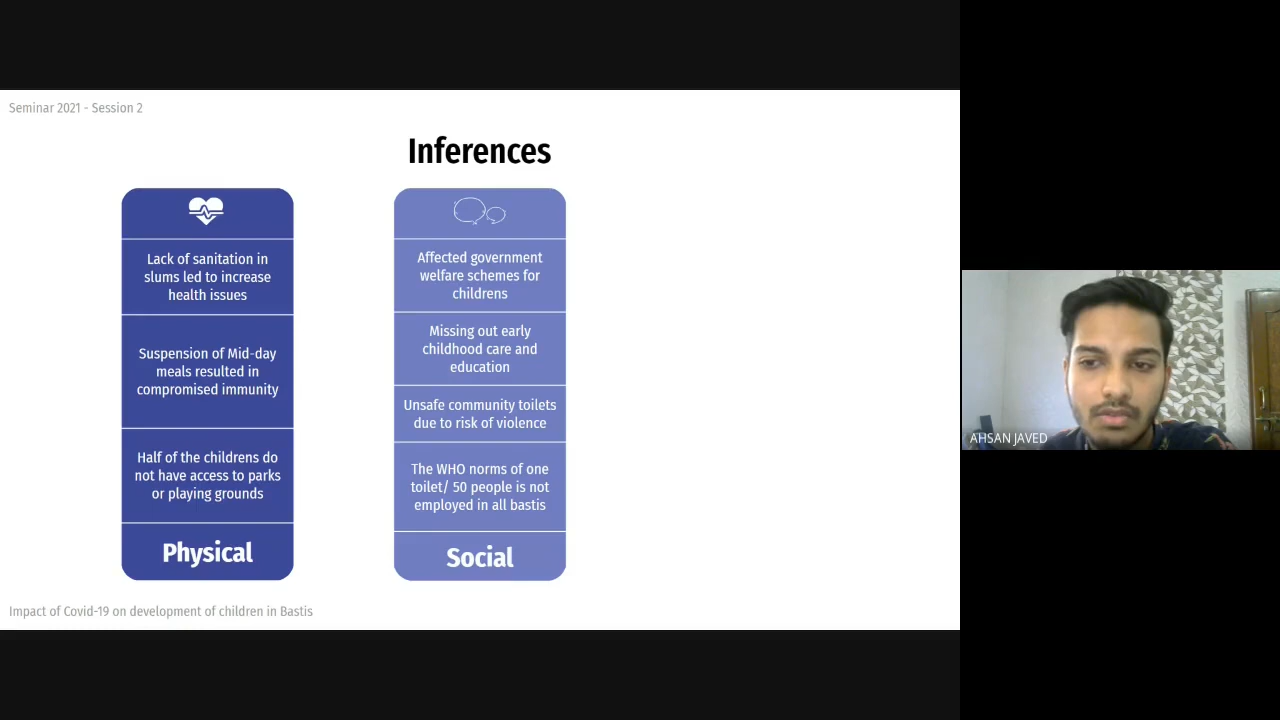 Seminar 2021 - Session 2
Inferences
Lack of sanitation in
slums led to increase
health issues
Suspension of Mid-day
meals resulted in
compromised immunity
Half of the childrens do
not have access to parks
or playing grounds
Physical
Affected government
welfare schemes for
childrens
Missing out early
childhood care and
education
Unsafe community toilets
due to risk of violence
The WHO norms of one
toilet/ 50 people is not
employed in all bastis
Social
Impact of Covid-19 on development of children in Bastis
AHSAN JAVED